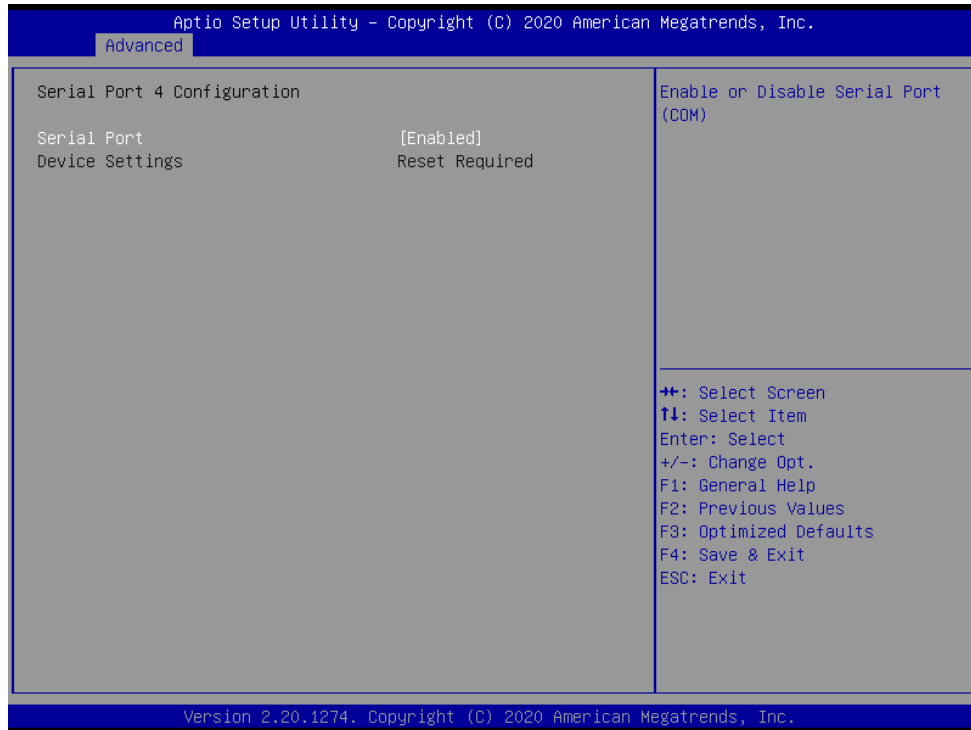 Aptio Setup Utility – Copyright (C) 2020 American Megatrends, Inc.
Advanced
Serial Port 4 Configuration
Serial Port [Enabled]
Device Settings Reset Required
Enable or Disable Serial Port
(COM)
→←: Select Screen
↑↓: Select Item
Enter: Select
+/-: Change Opt.
F1: General Help
F2: Previous Values
F3: Optimized Defaults
F4: Save & Exit
ESC: Exit
Version 2.20.1274. Copyright (C) 2020 American Megatrends, Inc.